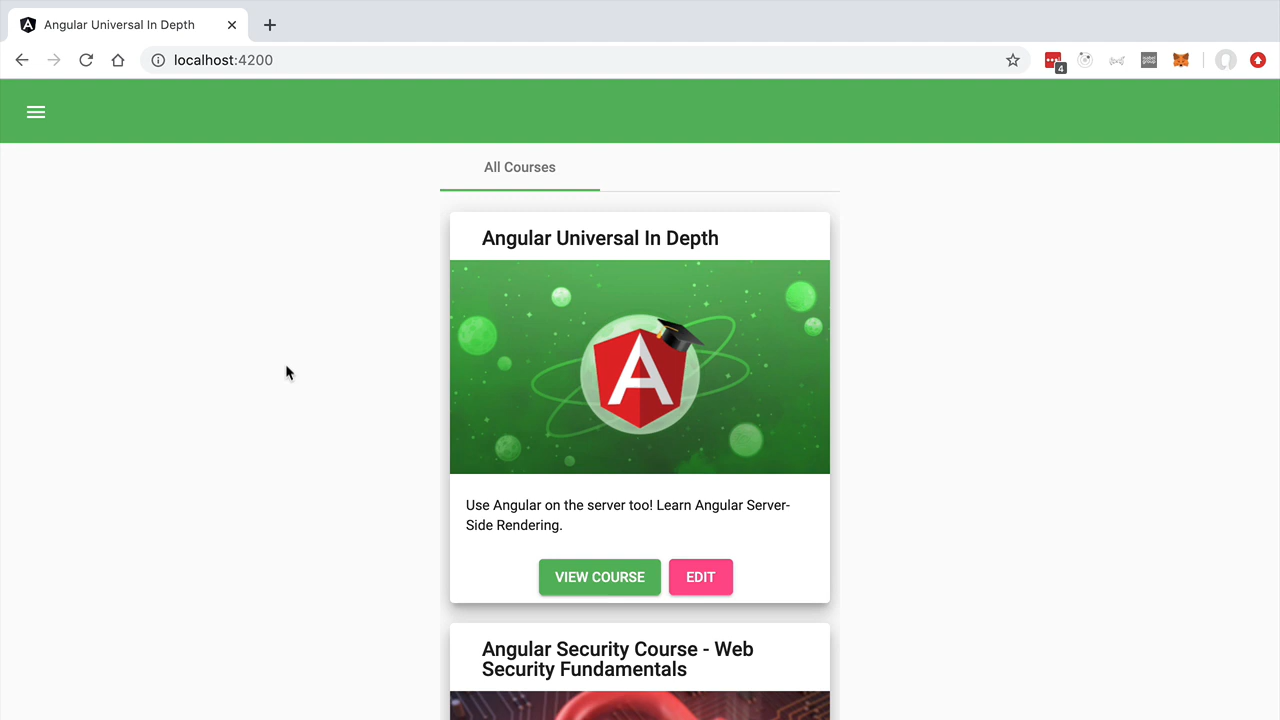 Angular Universal In Depth
localhost:4200
4
All Courses
Angular Universal In Depth
A
Use Angular on the server too! Learn Angular Server-
Side Rendering.
VIEW COURSE
EDIT
Angular Security Course - Web
Security Fundamentals